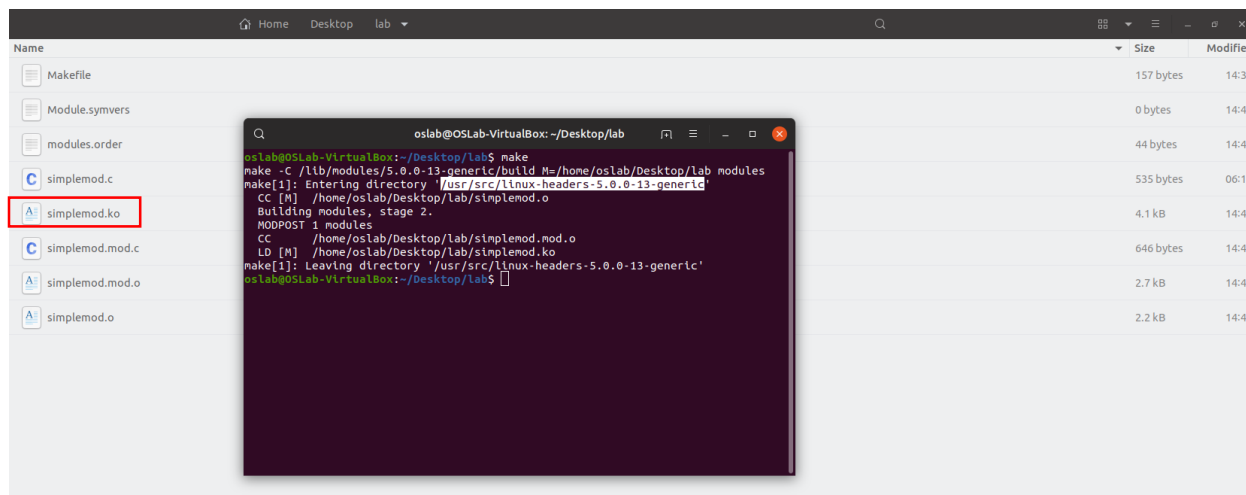 Home Desktop lab
Name Size Modifie
Makefile 157 bytes 14:3
Module.symvers 0 bytes 14:4
modules.order 44 bytes 14:4
simplemod.c 535 bytes 06:1
simplemod.ko 4.1 kB 14:4
simplemod.mod.c 646 bytes 14:4
simplemod.mod.o 2.7 kB 14:4
simplemod.o 2.2 kB 14:4
oslab@OSLab-VirtualBox: ~/Desktop/lab
oslab@OSLab-VirtualBox:~/Desktop/lab$ make
make -C /lib/modules/5.0.0-13-generic/build M=/home/oslab/Desktop/lab modules
make[1]: Entering directory '/usr/src/linux-headers-5.0.0-13-generic'
CC [M] /home/oslab/Desktop/lab/simplemod.o
Building modules, stage 2.
MODPOST 1 modules
CC /home/oslab/Desktop/lab/simplemod.mod.o
LD [M] /home/oslab/Desktop/lab/simplemod.ko
make[1]: Leaving directory '/usr/src/linux-headers-5.0.0-13-generic'
oslab@OSLab-VirtualBox:~/Desktop/lab$